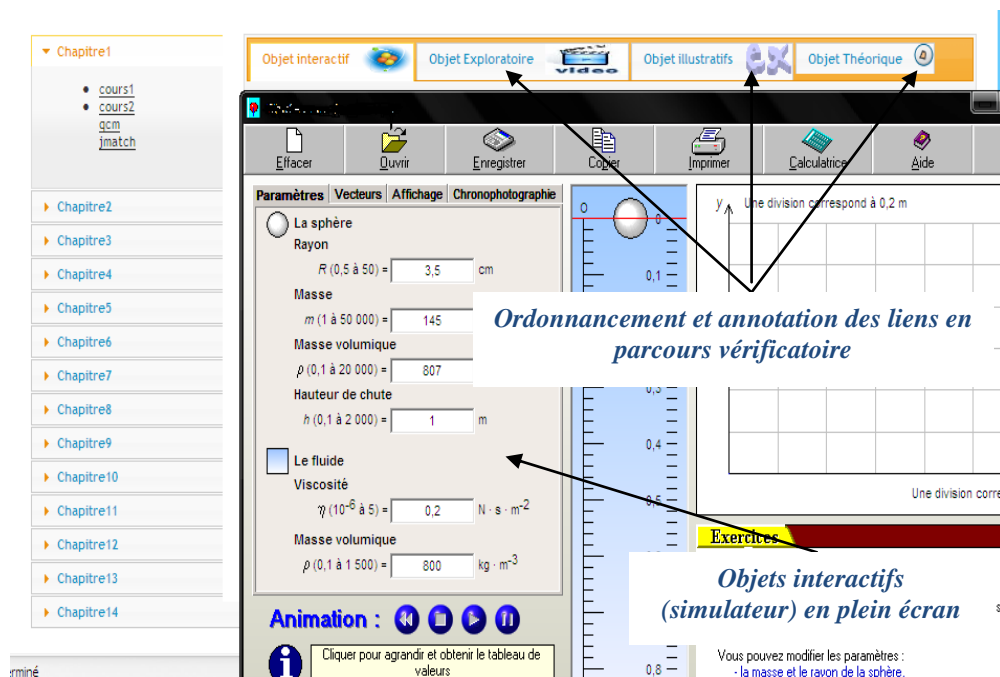 Chapitre1
cours1
cours2
qcm
jmatch
Chapitre2
Chapitre3
Chapitre4
Chapitre5
Chapitre6
Chapitre7
Chapitre8
Chapitre9
Chapitre10
Chapitre11
Chapitre12
Chapitre13
Chapitre14
Objet interactif
Objet Exploratoire
video
Objet illustratifs
ex
Objet Théorique
Effacer
Ouvrir
Enregistrer
Copier
Imprimer
Calculatrice
Aide
Paramètres Vecteurs Affichage Chronophotographie
La sphère
Rayon
R (0,5 à 50) = 3,5 cm
Masse
m (1 à 50 000) = 145
Masse volumique
ρ (0,1 à 20 000) = 807
Hauteur de chute
h (0,1 à 2 000) = 1 m
Le fluide
Viscosité
η (10⁻⁶ à 5) = 0,2 N · s · m⁻²
Masse volumique
ρ (0,1 à 1 500) = 800 kg · m⁻³
Animation :
Cliquer pour agrandir et obtenir le tableau de
valeurs
O
0
0,1
0,3
0,4
0,5
0,8
y
Une division correspond à 0,2 m
Ordonnancement et annotation des liens en
parcours vérificatoire
Une division corre
Exercices
Objets interactifs
(simulateur) en plein écran
s
Vous pouvez modifier les paramètres :
- la masse et le rayon de la sphère,
erminé